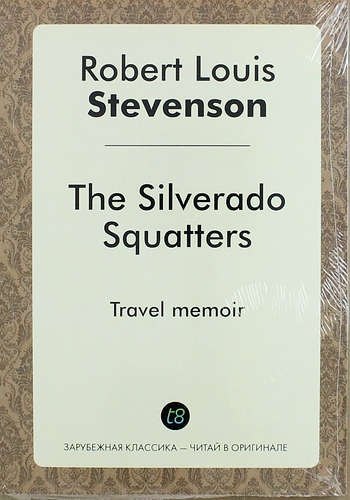 Robert Louis
Stevenson
The Silverado
Squatters
Travel memoir
t8
ЗАРУБЕЖНАЯ КЛАССИКА — ЧИТАЙ В ОРИГИНАЛЕ